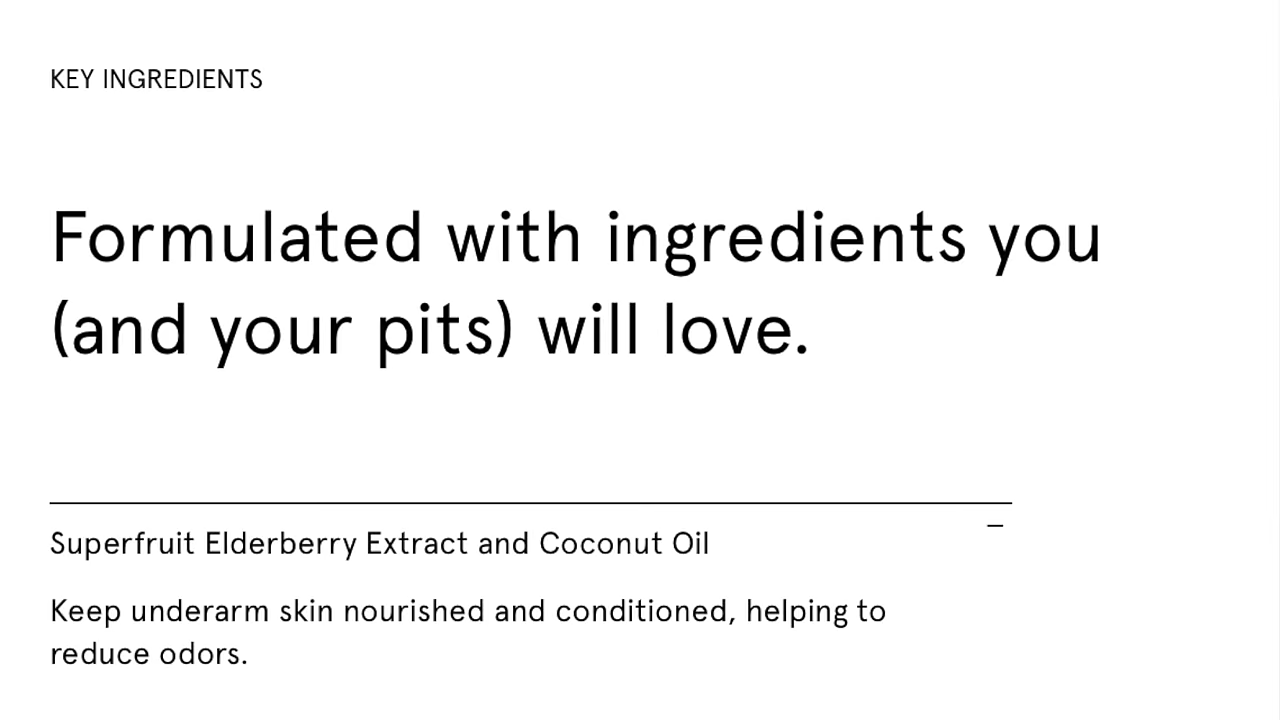 KEY INGREDIENTS
Formulated with ingredients you
(and your pits) will love.
Superfruit Elderberry Extract and Coconut Oil
Keep underarm skin nourished and conditioned, helping to
reduce odors.